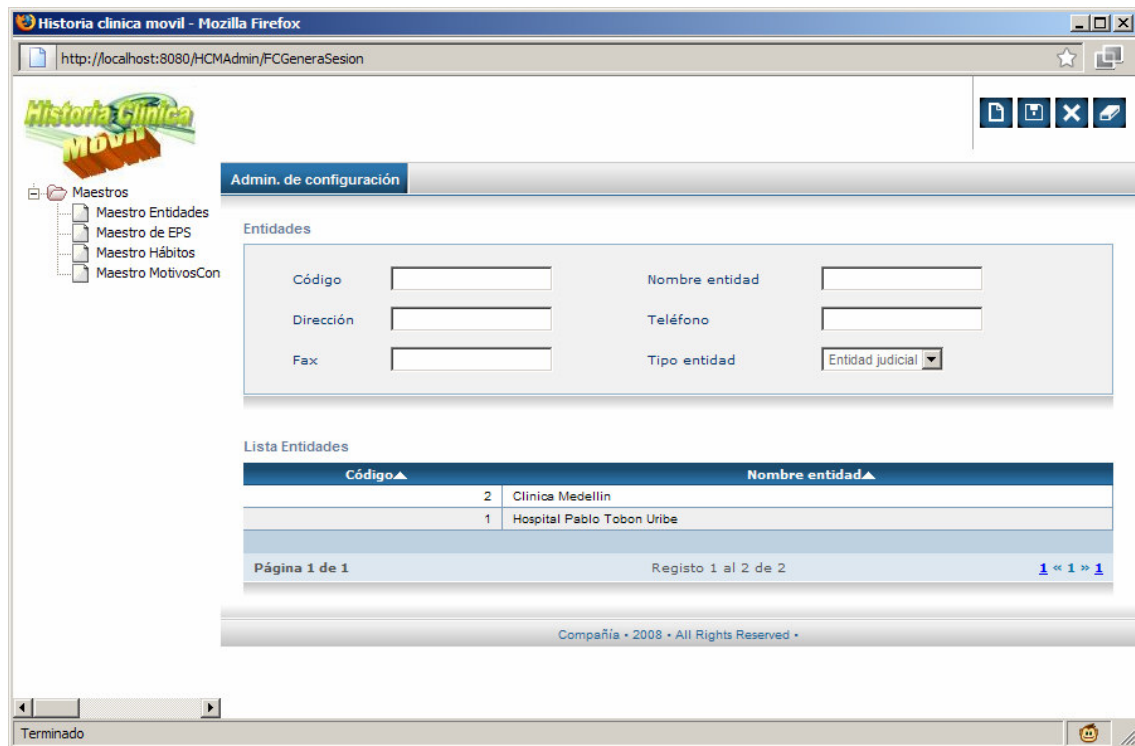 Historia clinica movil - Mozilla Firefox
http://localhost:8080/HCMAdmin/FCGeneraSesion
Historia Clínica
Móvil
Maestros
Maestro Entidades
Maestro de EPS
Maestro Hábitos
Maestro MotivosCon
Admin. de configuración
Entidades
Código Nombre entidad
Dirección Teléfono
Fax Tipo entidad Entidad judicial
Lista Entidades
Código Nombre entidad
2 Clinica Medellin
1 Hospital Pablo Tobon Uribe
Página 1 de 1 Registo 1 al 2 de 2 1 « 1 » 1
Compañía • 2008 • All Rights Reserved •
Terminado